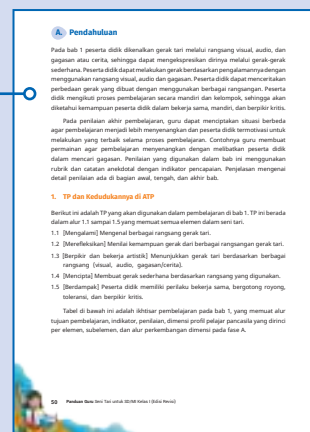 A. Pendahuluan
Pada bab 1 peserta didik dikenalkan gerak tari melalui rangsang visual, audio, dan
gagasan atau cerita, sehingga dapat mengekspresikan dirinya melalui gerak-gerak
sederhana. Peserta didik dapat melakukan gerak berdasarkan pengalamannya dengan
menggunakan rangsang visual, audio dan gagasan. Peserta didik dapat menceritakan
perbedaan gerak yang dibuat dengan menggunakan berbagai rangsangan. Peserta
didik mengikuti proses pembelajaran secara mandiri dan kelompok, sehingga akan
diketahui kemampuan peserta didik dalam bekerja sama, mandiri, dan berpikir kritis.
Pada penilaian akhir pembelajaran, guru dapat menciptakan situasi berbeda
agar pembelajaran menjadi lebih menyenangkan dan peserta didik termotivasi untuk
melakukan yang terbaik selama proses pembelajaran. Contohnya guru membuat
permainan agar pembelajaran menyenangkan dengan melibatkan peserta didik
dalam mencari gagasan. Penilaian yang digunakan dalam bab ini menggunakan
rubrik dan catatan anekdotal dengan indikator pencapaian. Penjelasan mengenai
detail penilaian ada di bagian awal, tengah, dan akhir bab.
1. TP dan Kedudukannya di ATP
Berikut ini adalah TP yang akan digunakan dalam pembelajaran di bab 1. TP ini berada
dalam alur 1.1 sampai 1.5 yang memuat semua elemen dalam seni tari.
1.1 [Mengalami] Mengenal berbagai rangsang gerak tari.
1.2 [Merefleksikan] Menilai kemampuan gerak dari berbagai rangsangan gerak tari.
1.3 [Berpikir dan bekerja artistik] Menunjukkan gerak tari berdasarkan berbagai
rangsang (visual, audio, gagasan/cerita).
1.4 [Mencipta] Membuat gerak sederhana berdasarkan rangsang yang digunakan.
1.5 [Berdampak] Peserta didik memiliki perilaku bekerja sama, bergotong royong,
toleransi, dan berpikir kritis.
Tabel di bawah ini adalah ikhtisar pembelajaran pada bab 1, yang memuat alur
tujuan pembelajaran, indikator, penilaian, dimensi profil pelajar pancasila yang dirinci
per elemen, subelemen, dan alur perkembangan dimensi pada fase A.
50 Panduan Guru Seni Tari untuk SD/MI Kelas I (Edisi Revisi)